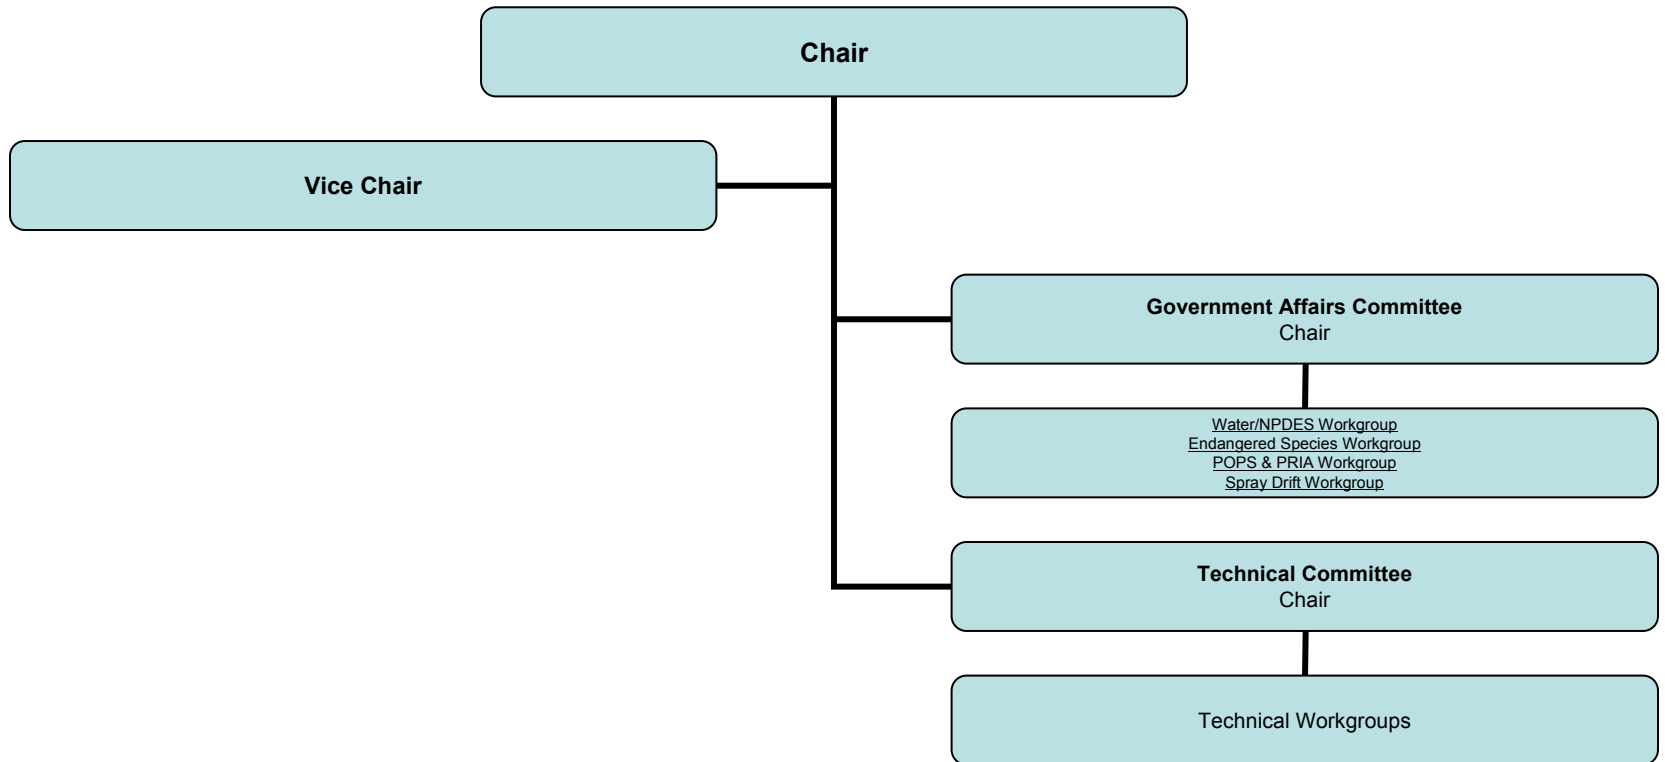 Chair
Vice Chair
Government Affairs Committee
Chair
Water/NPDES Workgroup
Endangered Species Workgroup
POPS & PRIA Workgroup
Spray Drift Workgroup
Technical Committee
Chair
Technical Workgroups